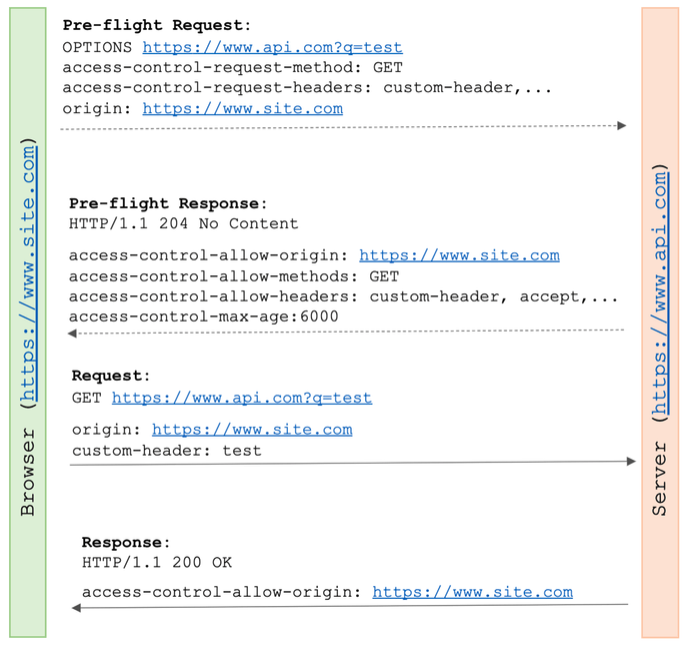 Pre-flight Request:
OPTIONS https://www.api.com?q=test
access-control-request-method: GET
access-control-request-headers: custom-header,...
origin: https://www.site.com
Browser (https://www.site.com)
Server (https://www.api.com)
Pre-flight Response:
HTTP/1.1 204 No Content
access-control-allow-origin: https://www.site.com
access-control-allow-methods: GET
access-control-allow-headers: custom-header, accept,...
access-control-max-age:6000
Request:
GET https://www.api.com?q=test
origin: https://www.site.com
custom-header: test
Response:
HTTP/1.1 200 OK
access-control-allow-origin: https://www.site.com